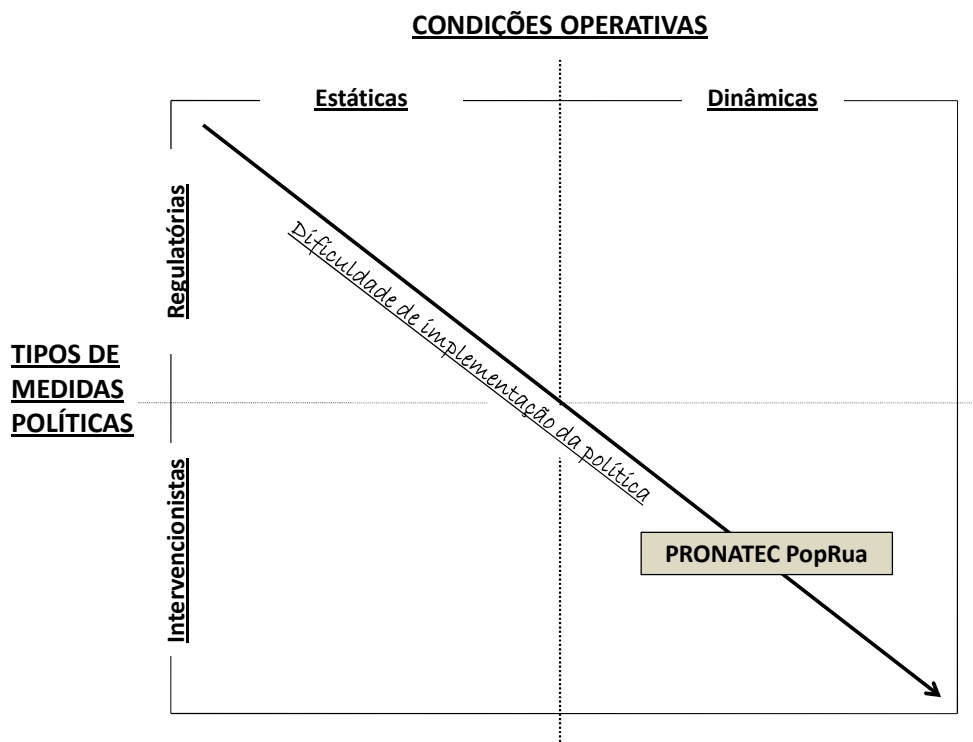 CONDIÇÕES OPERATIVAS
Estáticas
Dinâmicas
Regulatórias
Dificuldade de implementação da política
TIPOS DE
MEDIDAS
POLÍTICAS
Intervencionistas
PRONATEC PopRua